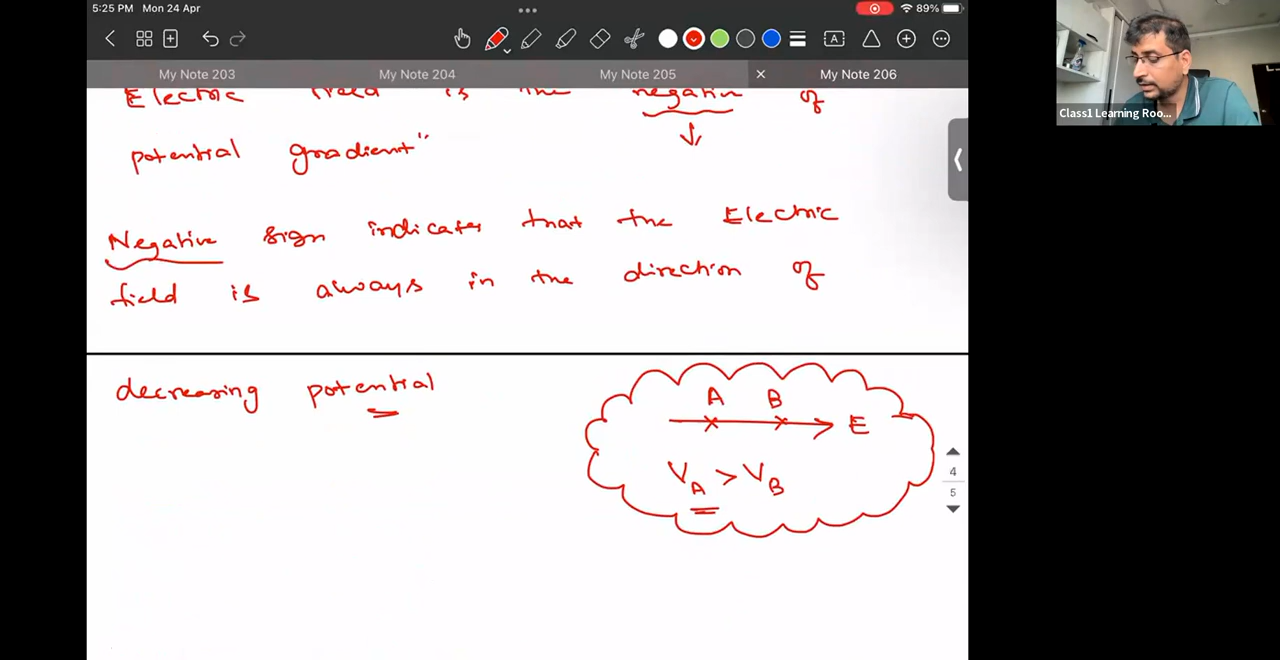 5:25 PM Mon 24 Apr
89%
A
My Note 203
My Note 204
My Note 205
My Note 206
Class1 Learning Roo...
Electric field is the negative of
potential gradient"
Negative sign indicates that the Electric
field is always in the direction of
decreasing potential
A B
E
VA > VB
4
5